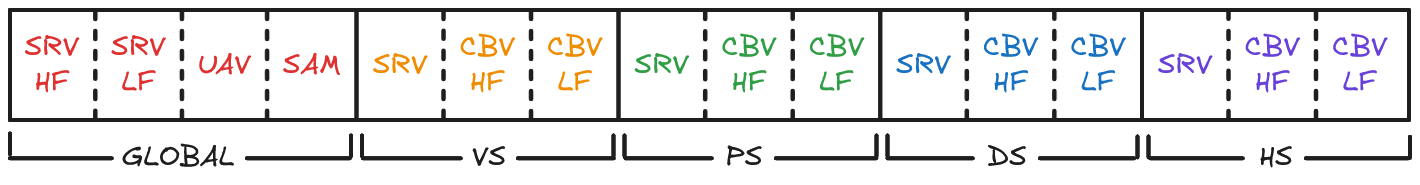 SRV SRV UAV SAM SRV CBV CBV SRV CBV CBV SRV CBV CBV SRV CBV CBV
HF LF HF LF HF LF HF LF HF LF
GLOBAL VS PS DS HS